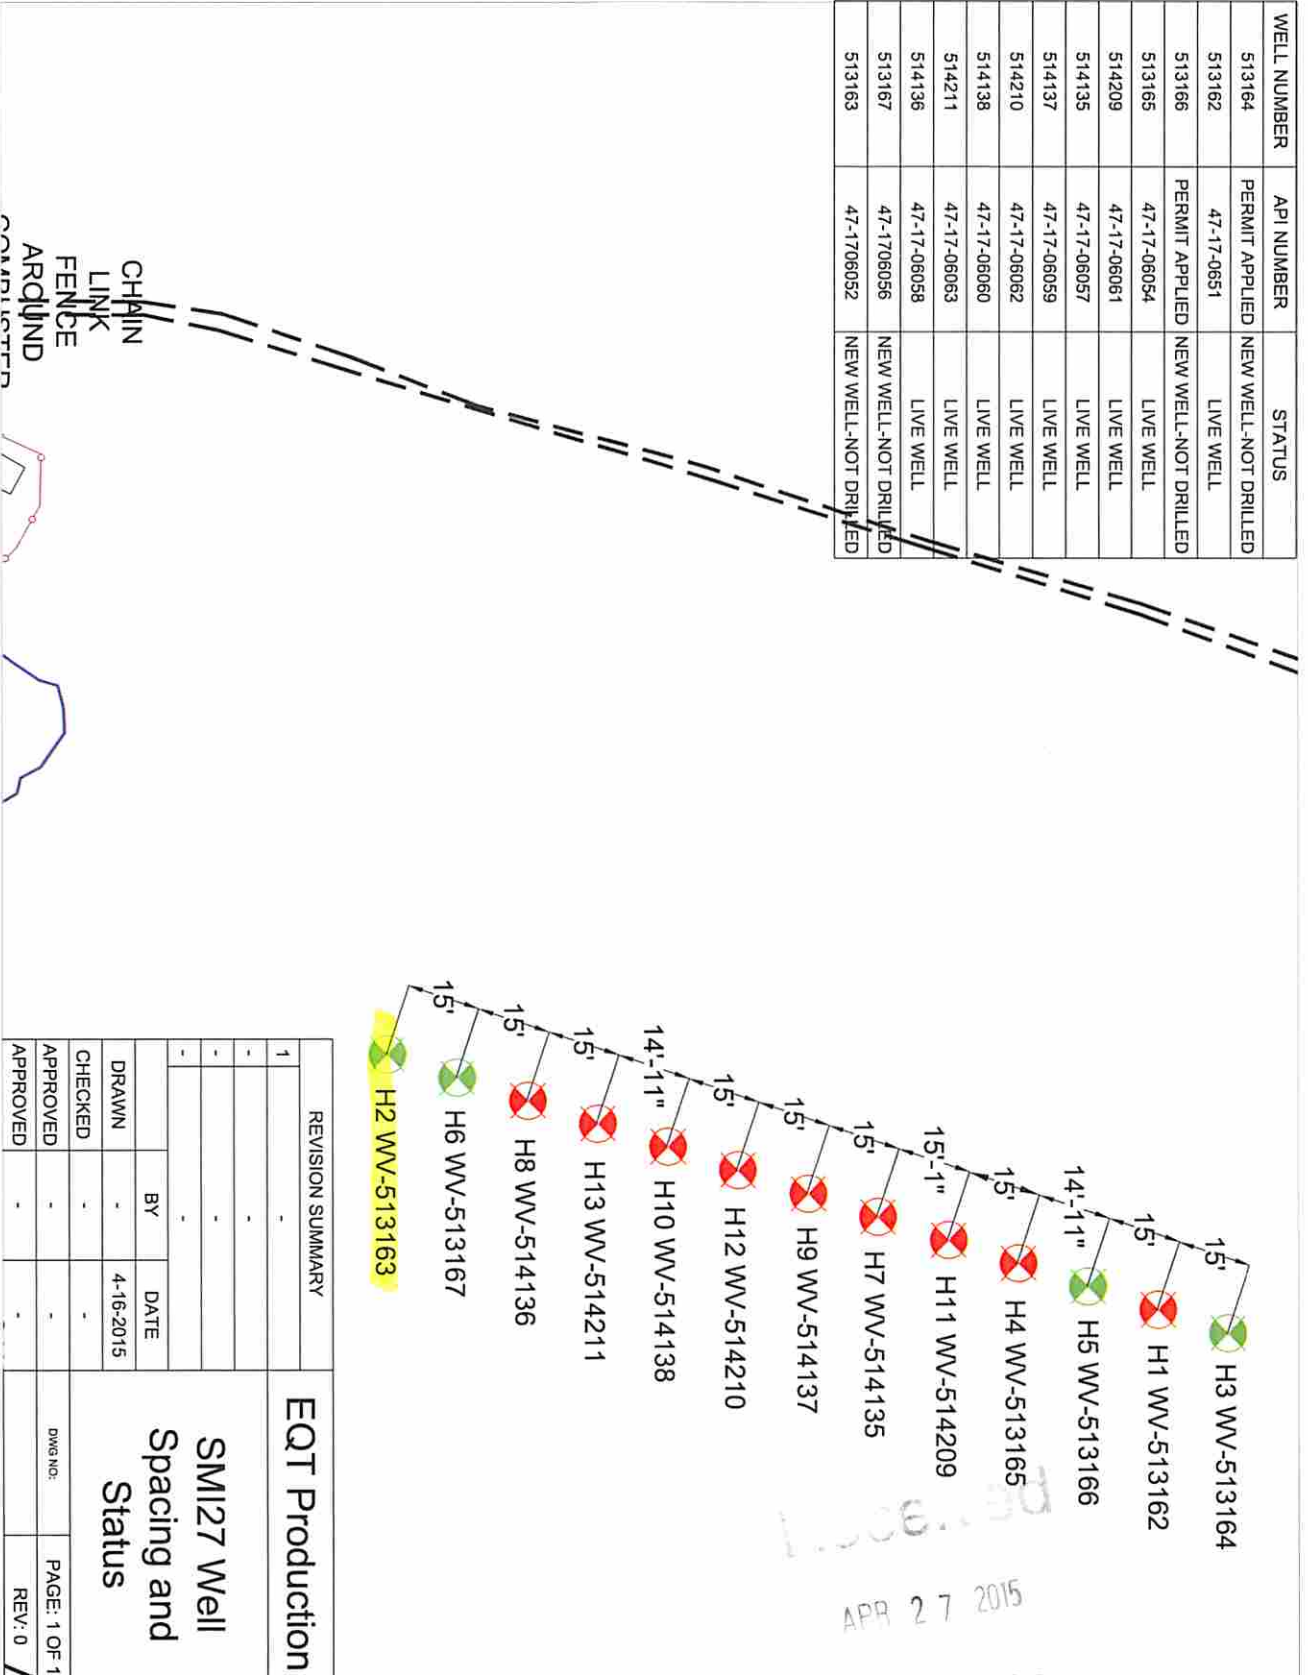 WELL NUMBER API NUMBER STATUS
513164 PERMIT APPLIED NEW WELL-NOT DRILLED
513162 47-17-0651 LIVE WELL
513166 PERMIT APPLIED NEW WELL-NOT DRILLED
513165 47-17-06054 LIVE WELL
514209 47-17-06061 LIVE WELL
514135 47-17-06057 LIVE WELL
514137 47-17-06059 LIVE WELL
514210 47-17-06062 LIVE WELL
514138 47-17-06060 LIVE WELL
514211 47-17-06063 LIVE WELL
514136 47-17-06058 LIVE WELL
513167 47-1706056 NEW WELL-NOT DRILLED
513163 47-1706052 NEW WELL-NOT DRILLED
CHAIN
LINK
FENCE
AROUND
15' H3 WV-513164
15' H1 WV-513162
14'-11" H5 WV-513166
15' H4 WV-513165
15'-1" H11 WV-514209
15' H7 WV-514135
15' H9 WV-514137
15' H12 WV-514210
14'-11" H10 WV-514138
15' H13 WV-514211
15' H8 WV-514136
15' H6 WV-513167
H2 WV-513163
APR 27 2015
REVISION SUMMARY
1 -
- -
- -
- -
BY DATE
DRAWN - 4-16-2015
CHECKED - -
APPROVED - -
APPROVED - -
EQT Production
SMI27 Well
Spacing and
Status
DWG NO: PAGE: 1 OF 1
REV: 0